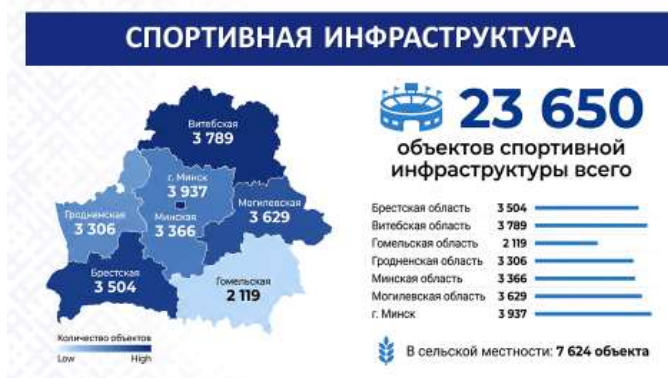 СПОРТИВНАЯ ИНФРАСТРУКТУРА
Витебская
3 789
г. Минск
3 937
Гродненская
3 306
Минская
3 366
Могилевская
3 629
Брестская
3 504
Гомельская
2 119
Количество объектов
Low High
23 650
объектов спортивной
инфраструктуры всего
Брестская область 3 504
Витебская область 3 789
Гомельская область 2 119
Гродненская область 3 306
Минская область 3 366
Могилевская область 3 629
г. Минск 3 937
В сельской местности: 7 624 объекта